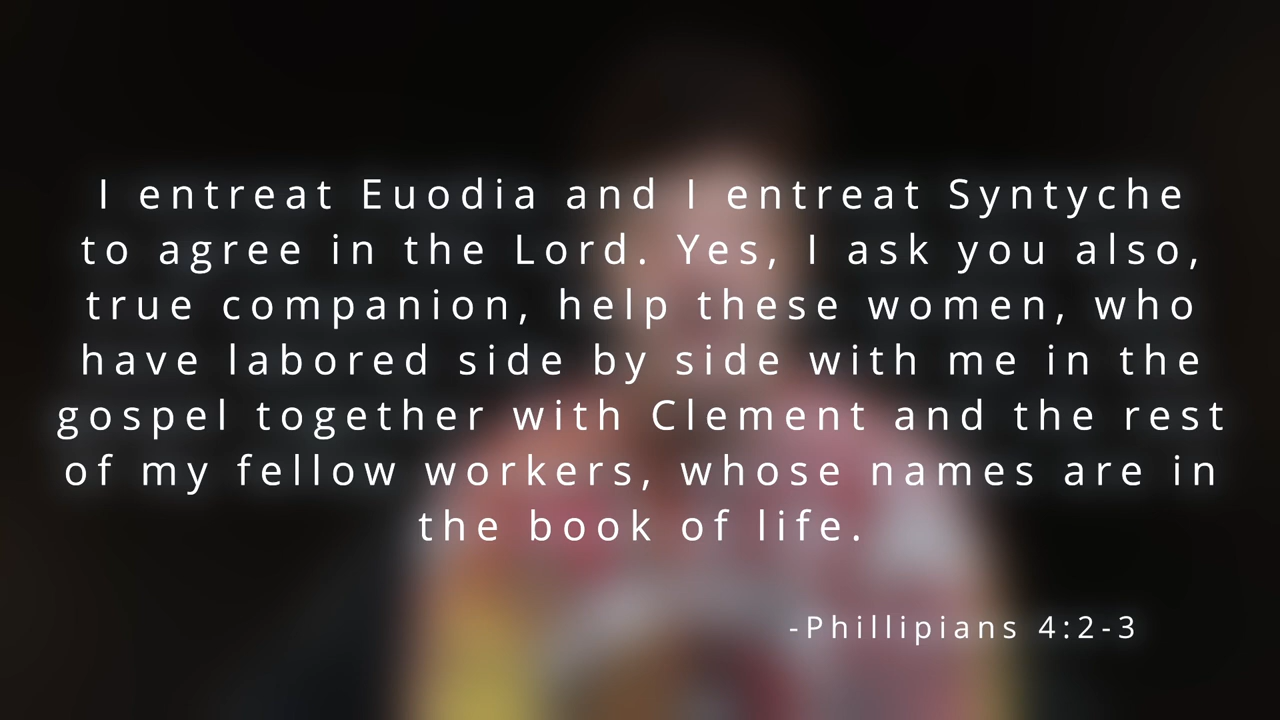 I entreat Euodia and I entreat Syntyche
to agree in the Lord. Yes, I ask you also,
true companion, help these women, who
have labored side by side with me in the
gospel together with Clement and the rest
of my fellow workers, whose names are in
the book of life.
-Phillipians 4:2-3